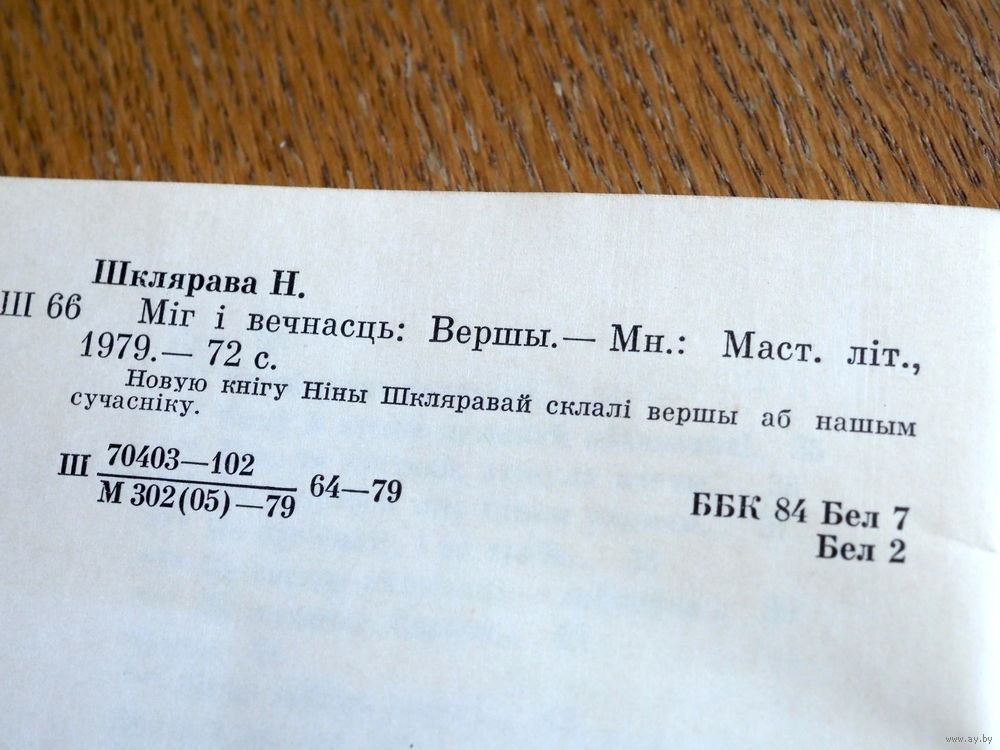 Шклярава Н.
Ш 66 Міг і вечнасць: Вершы.— Мн.: Маст. літ.,
1979.— 72 с.
Новую кнігу Ніны Шкляравай склалі вершы аб нашым
сучасніку.
Ш 70403—102
М 302(05)—79 64—79
ББК 84 Бел 7
Бел 2
www.ay.by